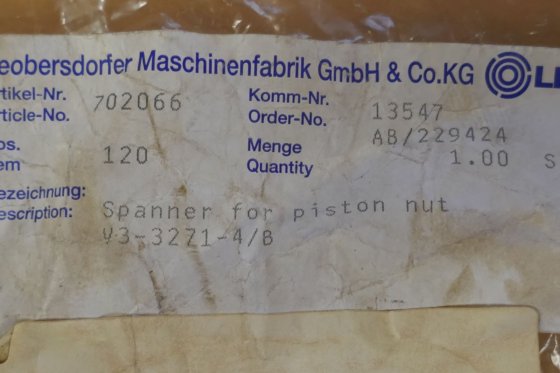 eobersdorfer Maschinenfabrik GmbH & Co.KG
rtikel-Nr. 702066 Komm-Nr.
rticle-No. Order-No. 13547
AB/229424
os. 120 Menge
em Quantity 1.00 S
ezeichnung:
escription: Spanner for piston nut
V3-3271-4/B